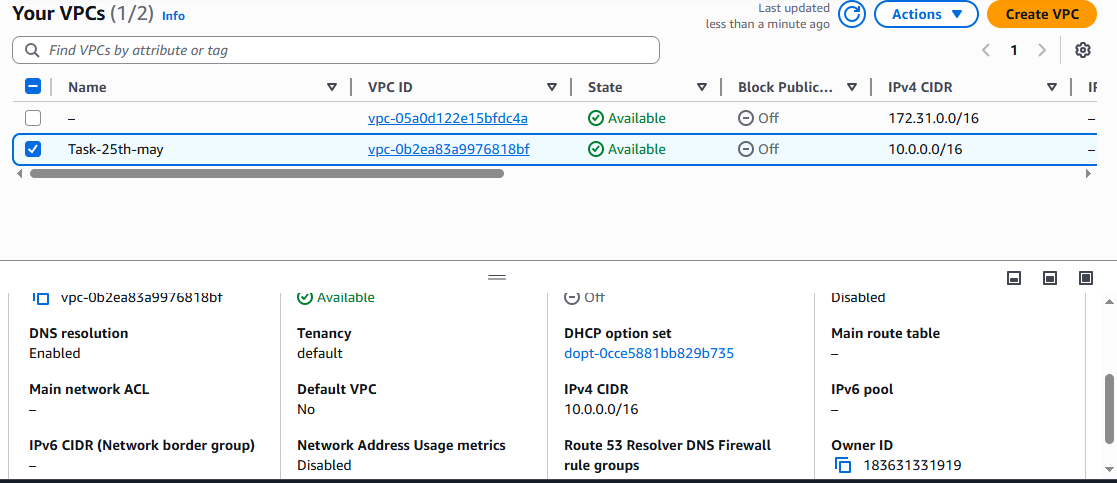 Your VPCs (1/2) Info
Last updated
less than a minute ago
Actions
Create VPC
Find VPCs by attribute or tag
1
Name VPC ID State Block Public... IPv4 CIDR IP
– vpc-05a0d122e15bfdc4a Available Off 172.31.0.0/16 –
Task-25th-may vpc-0b2ea83a9976818bf Available Off 10.0.0.0/16 –
vpc-0b2ea83a9976818bf Available Off Disabled
DNS resolution Tenancy DHCP option set Main route table
Enabled default dopt-0cce5881bb829b735 –
Main network ACL Default VPC IPv4 CIDR IPv6 pool
– No 10.0.0.0/16 –
IPv6 CIDR (Network border group) Network Address Usage metrics Route 53 Resolver DNS Firewall Owner ID
– Disabled rule groups 183631331919